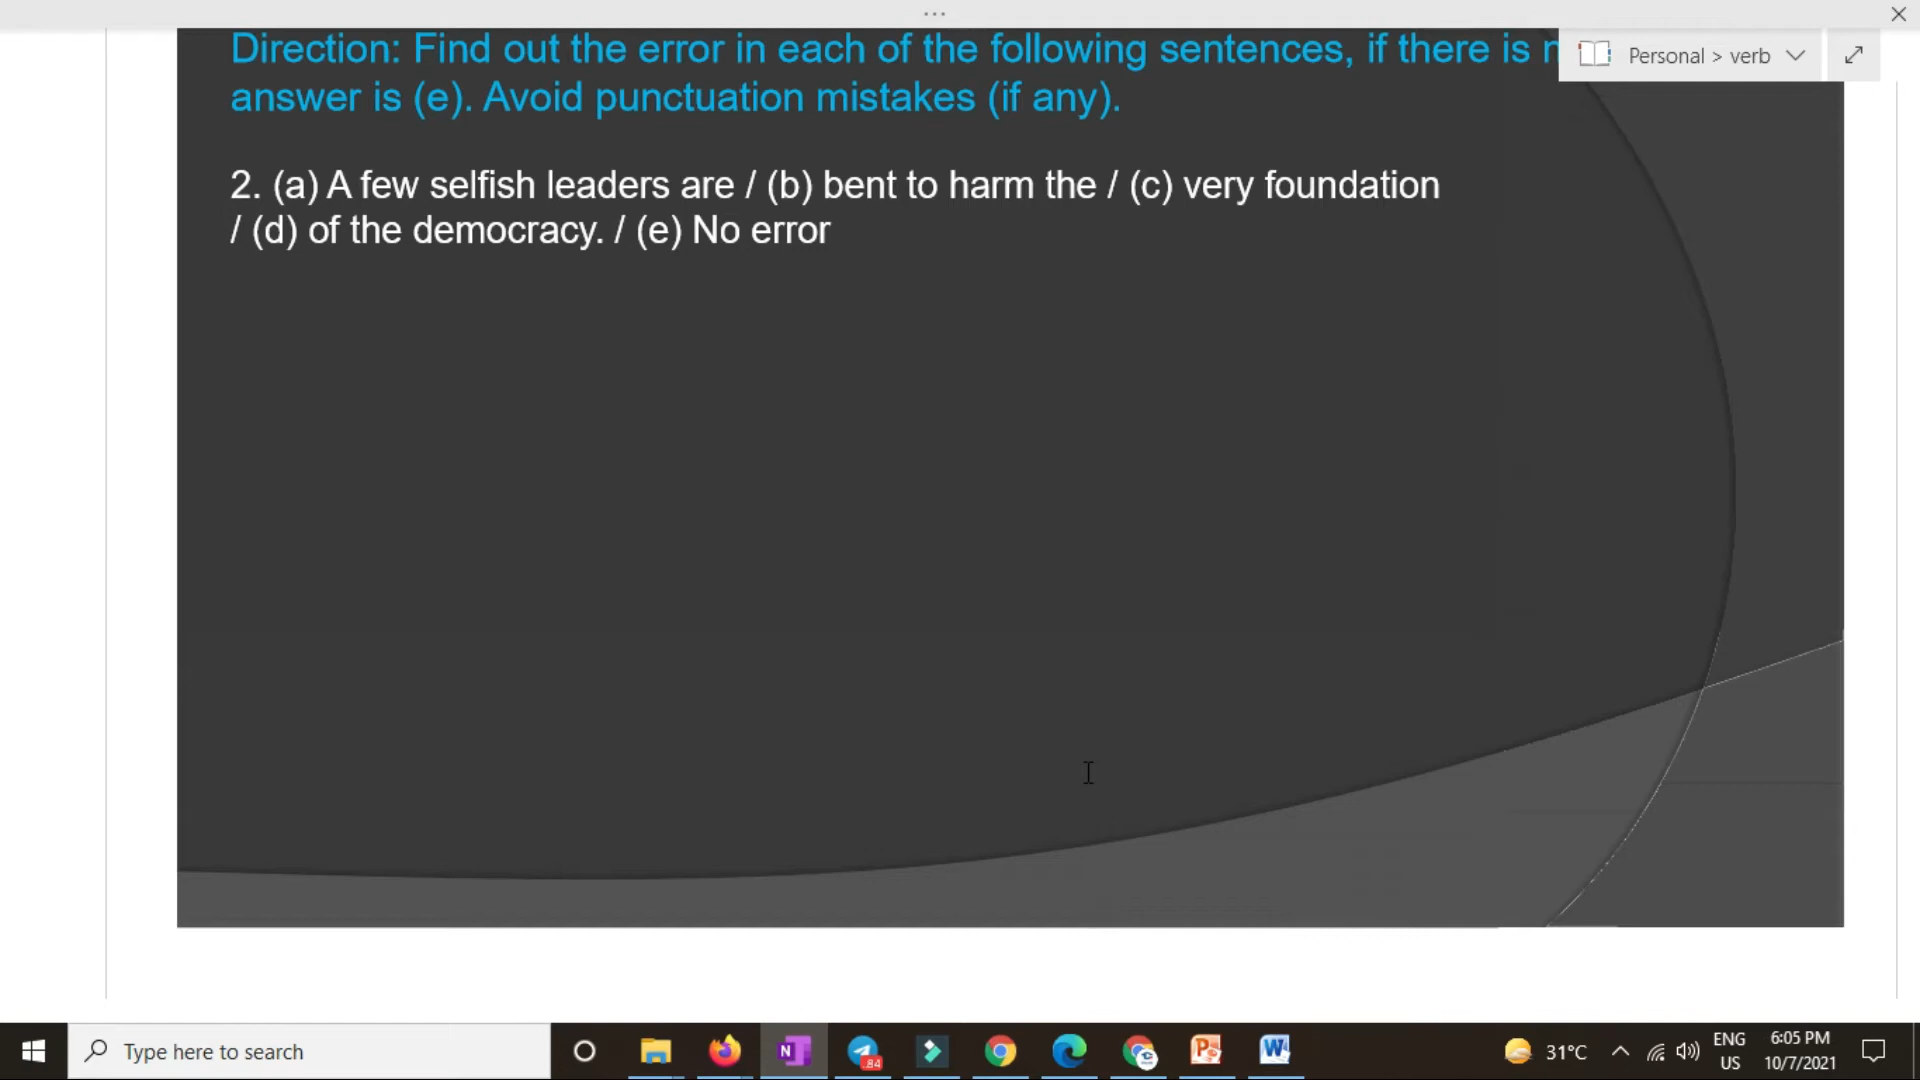 Direction: Find out the error in each of the following sentences, if there is
Personal > verb
answer is (e). Avoid punctuation mistakes (if any).
2. (a) A few selfish leaders are / (b) bent to harm the / (c) very foundation
/ (d) of the democracy. / (e) No error
Type here to search
84
31°C
ENG
US
6:05 PM
10/7/2021